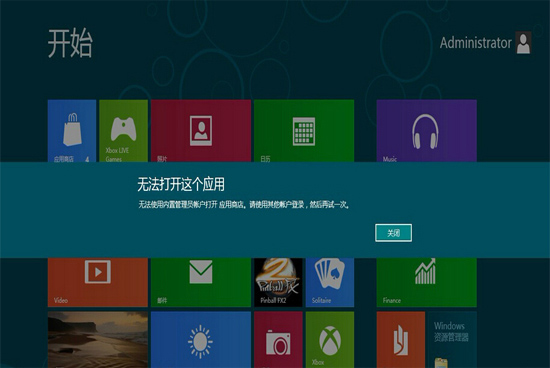 开始
Administrator
应用商店
4
Xbox LIVE
Games
照片
日历
Music
无法打开这个应用
无法使用内置管理员帐户打开 应用商店。请使用其他帐户登录，然后再试一次。
关闭
Video
邮件
Pinball FX2
Solitaire
Finance
Xbox
Windows
资源管理器